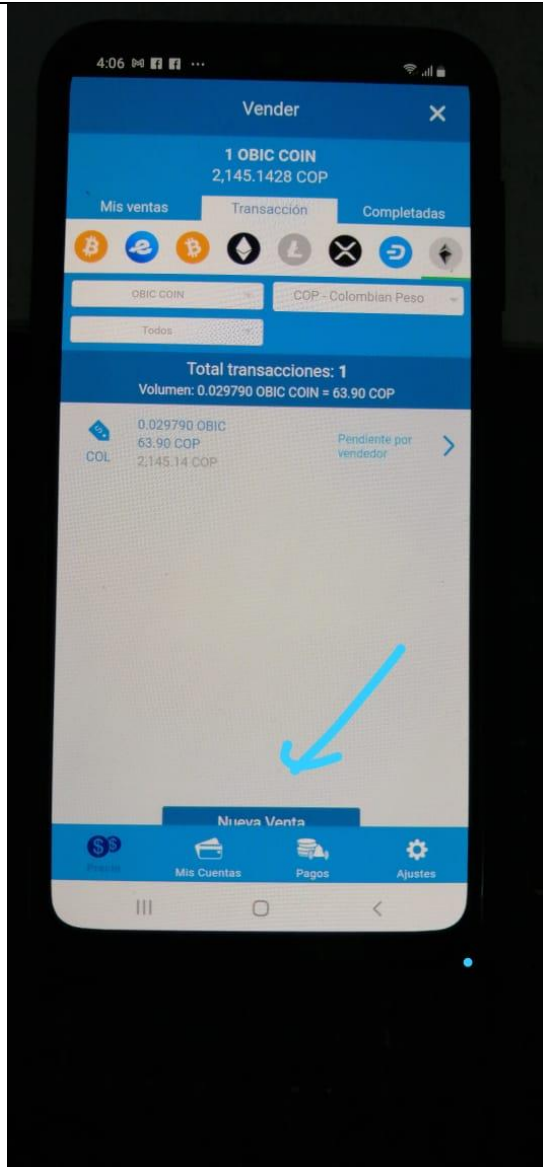 4:06
Vender
1 OBIC COIN
2,145.1428 COP
Mis ventas Transacción Completadas
OBIC COIN COP - Colombian Peso
Todos
Total transacciones: 1
Volumen: 0.029790 OBIC COIN = 63.90 COP
0.029790 OBIC
63.90 COP
2,145.14 COP
COL
Pendiente por
vendedor
Nueva Venta
Precio Mis Cuentas Pagos Ajustes